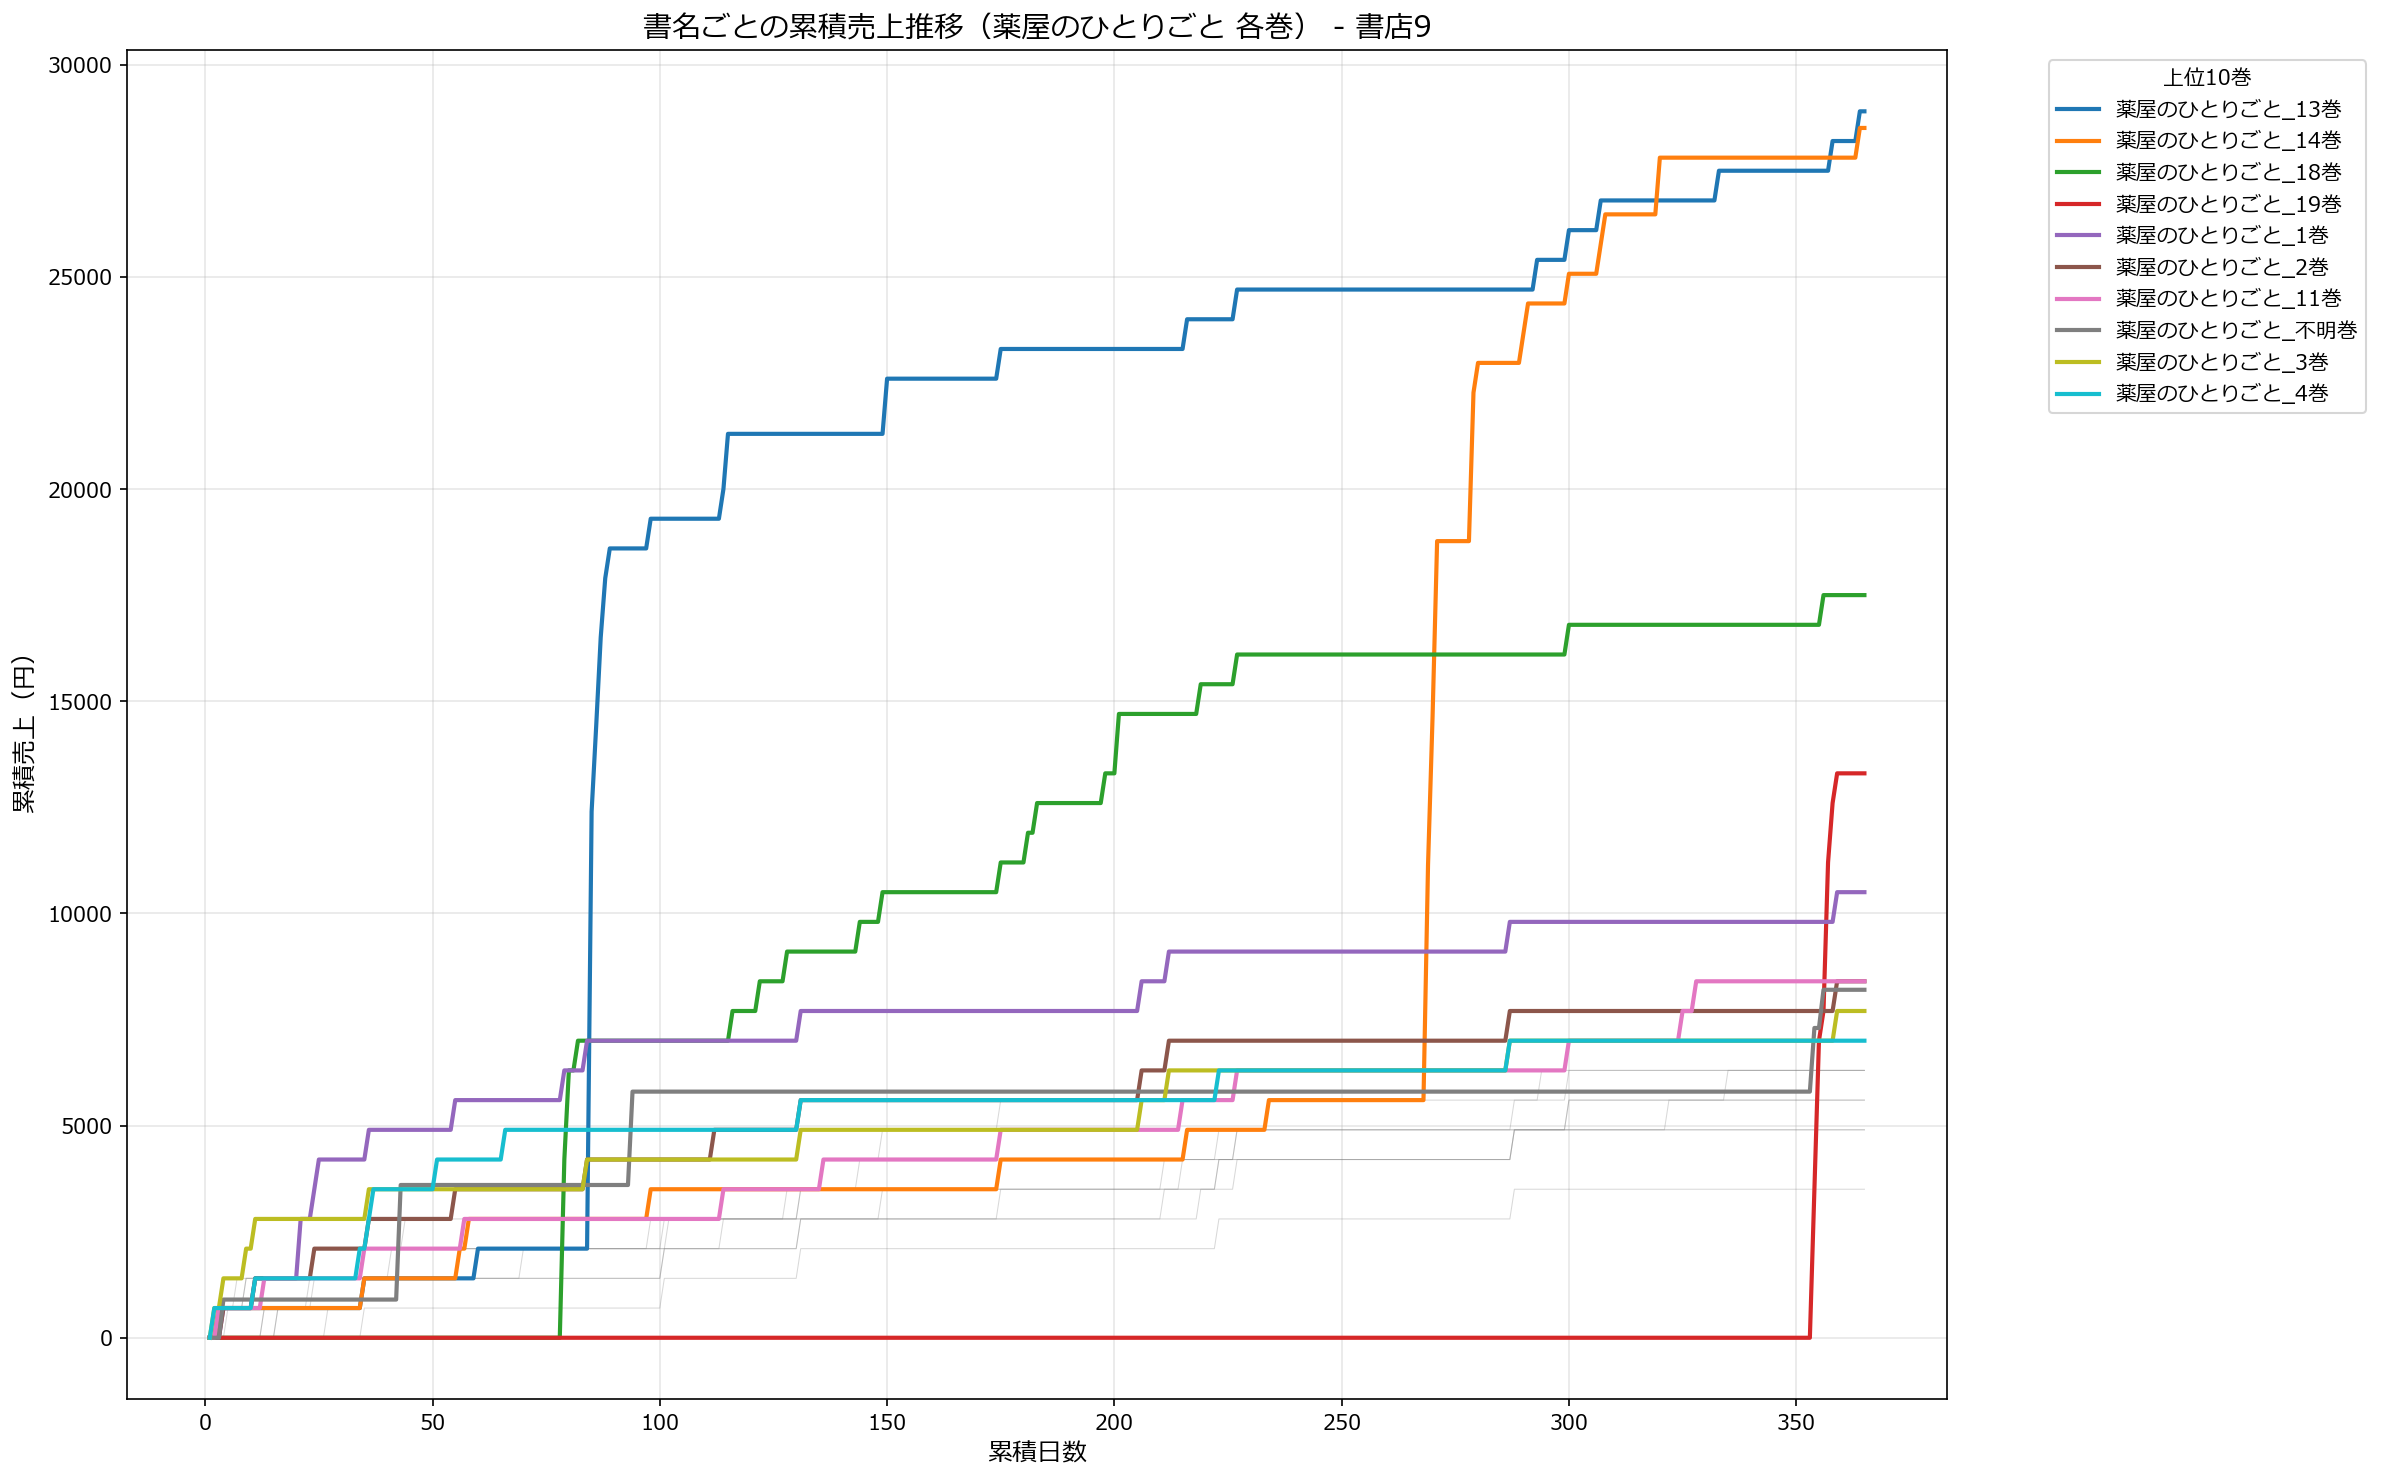 書名ごとの累積売上推移（薬屋のひとりごと 各巻） - 書店9
累積売上（円）
30000
25000
20000
15000
10000
5000
0
0 50 100 150 200 250 300 350
累積日数
上位10巻
薬屋のひとりごと_13巻
薬屋のひとりごと_14巻
薬屋のひとりごと_18巻
薬屋のひとりごと_19巻
薬屋のひとりごと_1巻
薬屋のひとりごと_2巻
薬屋のひとりごと_11巻
薬屋のひとりごと_不明巻
薬屋のひとりごと_3巻
薬屋のひとりごと_4巻